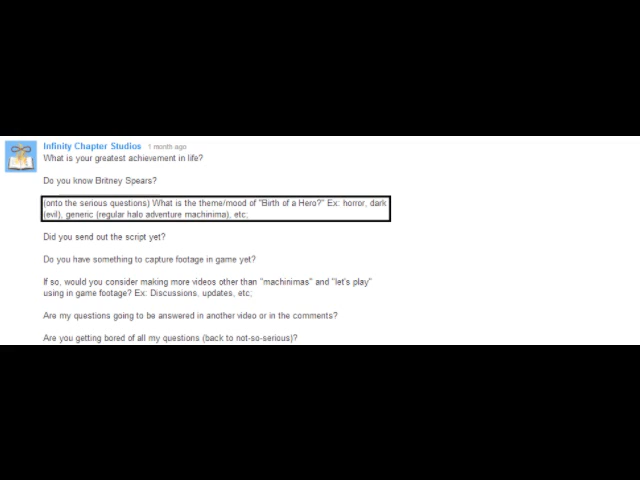 Infinity Chapter Studios 1 month ago
What is your greatest achievement in life?
Do you know Britney Spears?
(onto the serious questions) What is the theme/mood of "Birth of a Hero?" Ex: horror, dark
(evil), generic (regular halo adventure machinima), etc;
Did you send out the script yet?
Do you have something to capture footage in game yet?
If so, would you consider making more videos other than "machinimas" and "let's play"
using in game footage? Ex: Discussions, updates, etc;
Are my questions going to be answered in another video or in the comments?
Are you getting bored of all my questions (back to not-so-serious)?